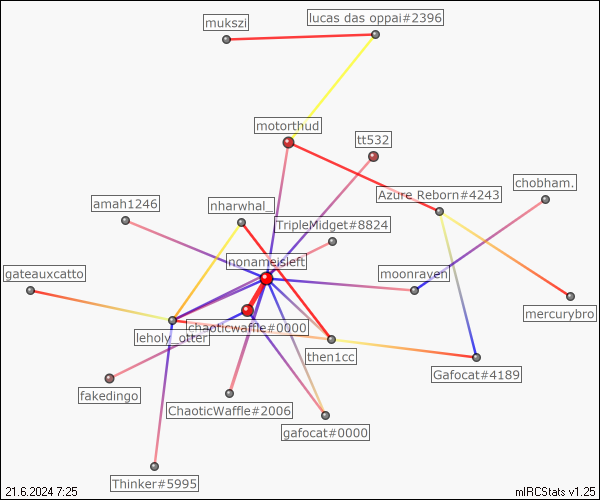 lucas das oppai#2396
mukszi
motorthud
tt532
chobham.
Azure Reborn#4243
amah1246
nharwhal_
TripleMidget#8824
nonameisleft
gateauxcatto
moonraven
mercurybro
chaoticwaffle#0000
leholy_otter
then1cc
Gafocat#4189
fakedingo
ChaoticWaffle#2006
gafocat#0000
Thinker#5995
21.6.2024 7:25
mIRCStats v1.25